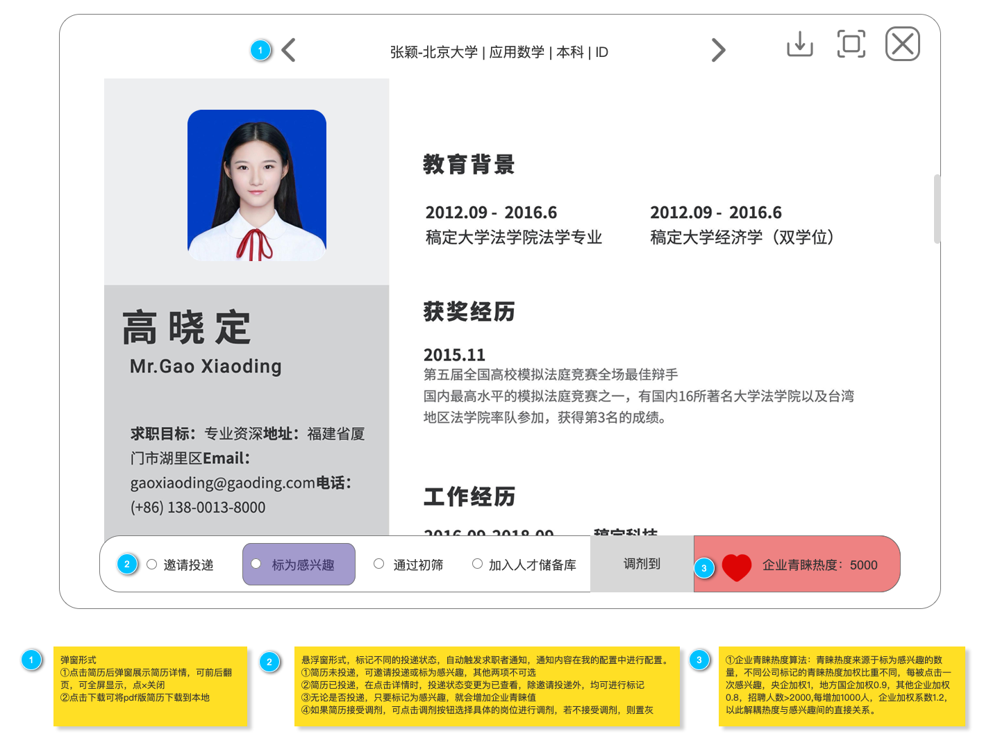 1
张颖-北京大学 | 应用数学 | 本科 | ID
教育背景
2012.09 - 2016.6
稿定大学法学院法学专业
2012.09 - 2016.6
稿定大学经济学（双学位）
高晓定
Mr.Gao Xiaoding
求职目标：专业资深地址：福建省厦
门市湖里区Email：
gaoxiaoding@gaoding.com电话：
(+86) 138-0013-8000
获奖经历
2015.11
第五届全国高校模拟法庭竞赛全场最佳辩手
国内最高水平的模拟法庭竞赛之一，有国内16所著名大学法学院以及台湾
地区法学院率队参加，获得第3名的成绩。
工作经历
2016.09-2018.09 稿定科技
2
邀请投递
标为感兴趣
通过初筛
加入人才储备库
调剂到
3
企业青睐热度：5000
1
弹窗形式
①点击简历后弹窗展示简历详情，可前后翻
页，可全屏显示，点×关闭
②点击下载可将pdf版简历下载到本地
2
悬浮窗形式，标记不同的投递状态，自动触发求职者通知，通知内容在我的配置中进行配置。
①简历未投递，可邀请投递或标为感兴趣，其他两项不可选
②简历已投递，在点击详情时，投递状态变更为已查看，除邀请投递外，均可进行标记
③无论是否投递，只要标记为感兴趣，就会增加企业青睐值
④如果简历接受调剂，可点击调剂按钮选择具体的岗位进行调剂，若不接受调剂，则置灰
3
①企业青睐热度算法：青睐热度来源于标为感兴趣的数
量，不同公司标记的青睐热度加权比重不同，每被点击一
次感兴趣，央企加权1，地方国企加权0.9，其他企业加权
0.8，招聘人数>2000,每增加1000人，企业加权系数1.2，
以此解耦热度与感兴趣间的直接关系。